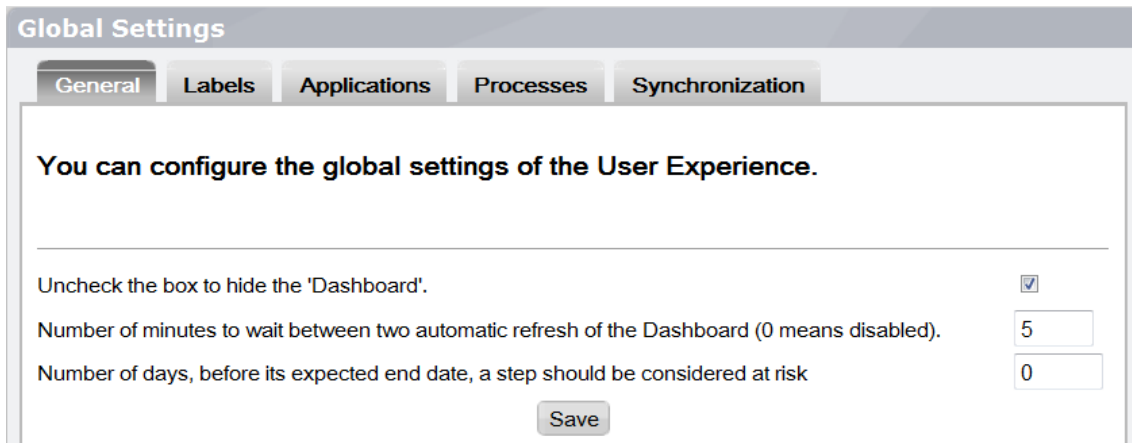 Global Settings
General Labels Applications Processes Synchronization
You can configure the global settings of the User Experience.
Uncheck the box to hide the 'Dashboard'.
Number of minutes to wait between two automatic refresh of the Dashboard (0 means disabled). 5
Number of days, before its expected end date, a step should be considered at risk 0
Save